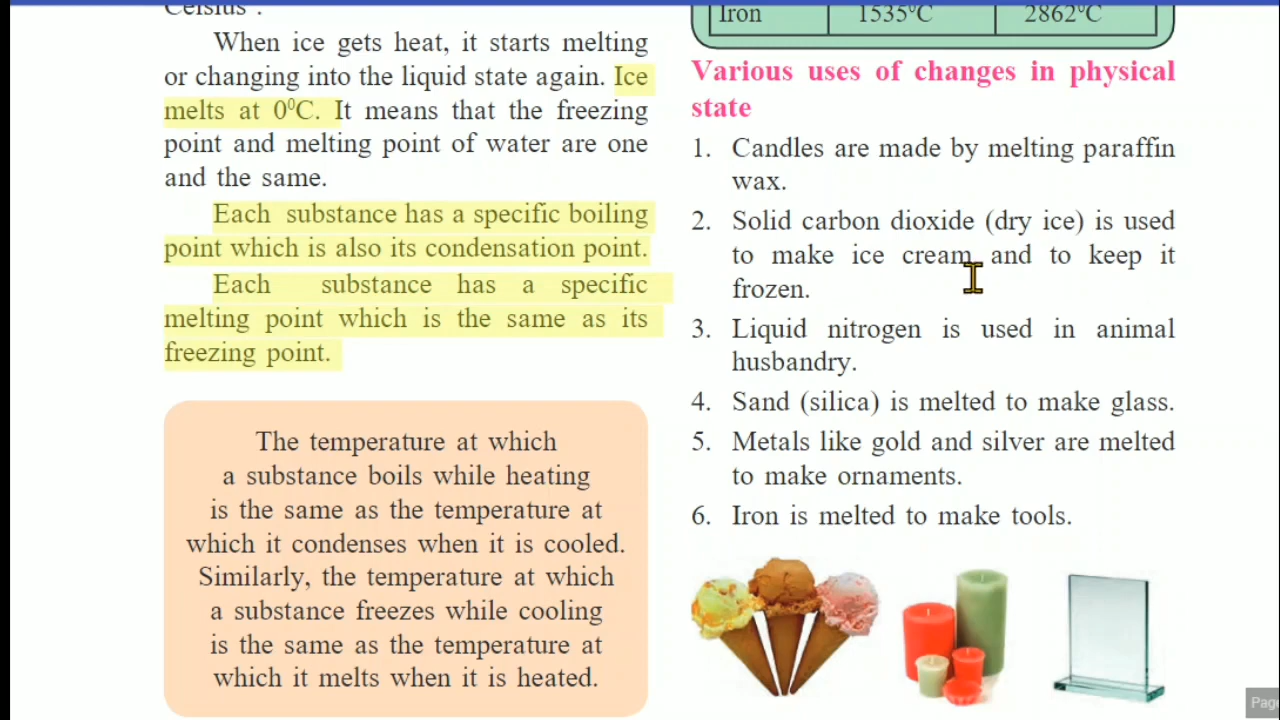 Celsius'.
When ice gets heat, it starts melting
or changing into the liquid state again. Ice
melts at 0⁰C. It means that the freezing
point and melting point of water are one
and the same.
Each substance has a specific boiling
point which is also its condensation point.
Each substance has a specific
melting point which is the same as its
freezing point.
The temperature at which
a substance boils while heating
is the same as the temperature at
which it condenses when it is cooled.
Similarly, the temperature at which
a substance freezes while cooling
is the same as the temperature at
which it melts when it is heated.
Iron 1535⁰C 2862⁰C
Various uses of changes in physical
state
1. Candles are made by melting paraffin
wax.
2. Solid carbon dioxide (dry ice) is used
to make ice cream and to keep it
frozen.
3. Liquid nitrogen is used in animal
husbandry.
4. Sand (silica) is melted to make glass.
5. Metals like gold and silver are melted
to make ornaments.
6. Iron is melted to make tools.